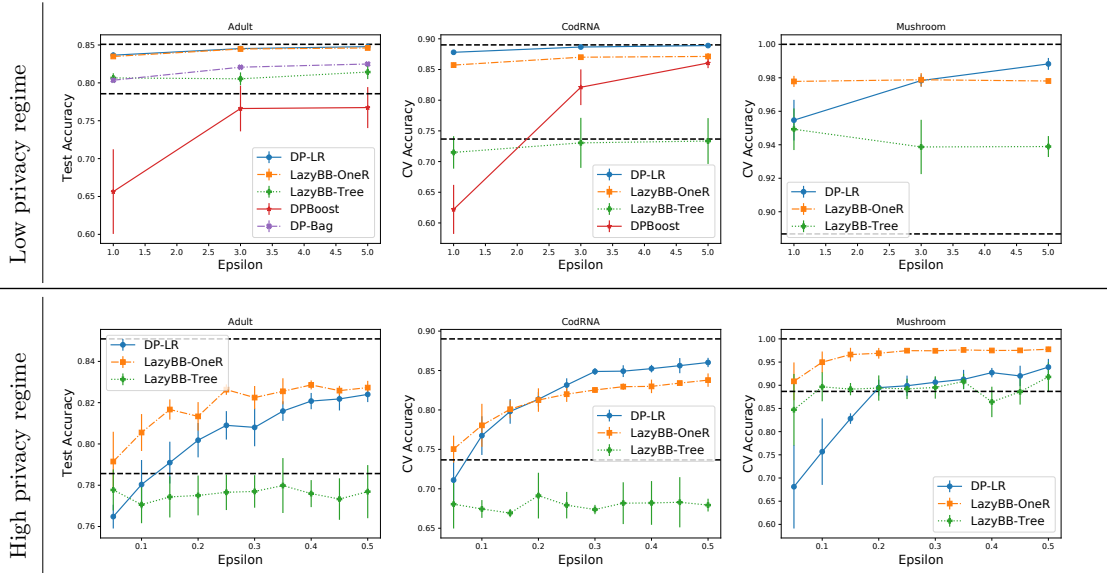 Low privacy regime
Adult
Test Accuracy
0.85
0.80
0.75
0.70
0.65
0.60
DP-LR
LazyBB-OneR
LazyBB-Tree
DPBoost
DP-Bag
1.0 1.5 2.0 2.5 3.0 3.5 4.0 4.5 5.0
Epsilon
CodRNA
CV Accuracy
0.90
0.85
0.80
0.75
0.70
0.65
0.60
DP-LR
LazyBB-OneR
LazyBB-Tree
DPBoost
1.0 1.5 2.0 2.5 3.0 3.5 4.0 4.5 5.0
Epsilon
Mushroom
CV Accuracy
1.00
0.98
0.96
0.94
0.92
0.90
DP-LR
LazyBB-OneR
LazyBB-Tree
1.0 1.5 2.0 2.5 3.0 3.5 4.0 4.5 5.0
Epsilon
High privacy regime
Adult
Test Accuracy
0.84
0.82
0.80
0.78
0.76
DP-LR
LazyBB-OneR
LazyBB-Tree
0.1 0.2 0.3 0.4 0.5
Epsilon
CodRNA
CV Accuracy
0.90
0.85
0.80
0.75
0.70
0.65
DP-LR
LazyBB-OneR
LazyBB-Tree
0.1 0.2 0.3 0.4 0.5
Epsilon
Mushroom
CV Accuracy
1.00
0.95
0.90
0.85
0.80
0.75
0.70
0.65
0.60
DP-LR
LazyBB-OneR
LazyBB-Tree
0.1 0.2 0.3 0.4 0.5
Epsilon